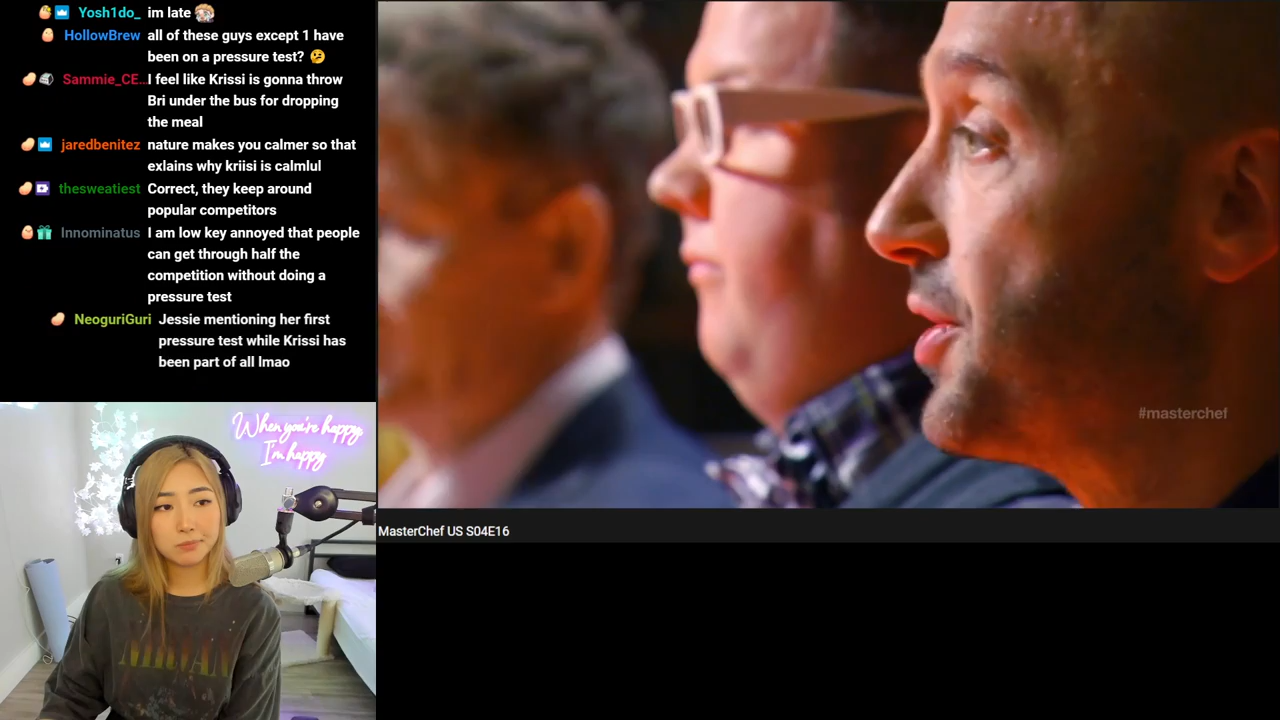 Yosh1do_ im late
HollowBrew all of these guys except 1 have
been on a pressure test?
Sammie_CE... I feel like Krissi is gonna throw
Bri under the bus for dropping
the meal
jaredbenitez nature makes you calmer so that
exlains why kriisi is calmlul
thesweatiest Correct, they keep around
popular competitors
Innominatus I am low key annoyed that people
can get through half the
competition without doing a
pressure test
NeoguriGuri Jessie mentioning her first
pressure test while Krissi has
been part of all lmao
#masterchef
When you're happy
I'm happy
NIRVANA
MasterChef US S04E16